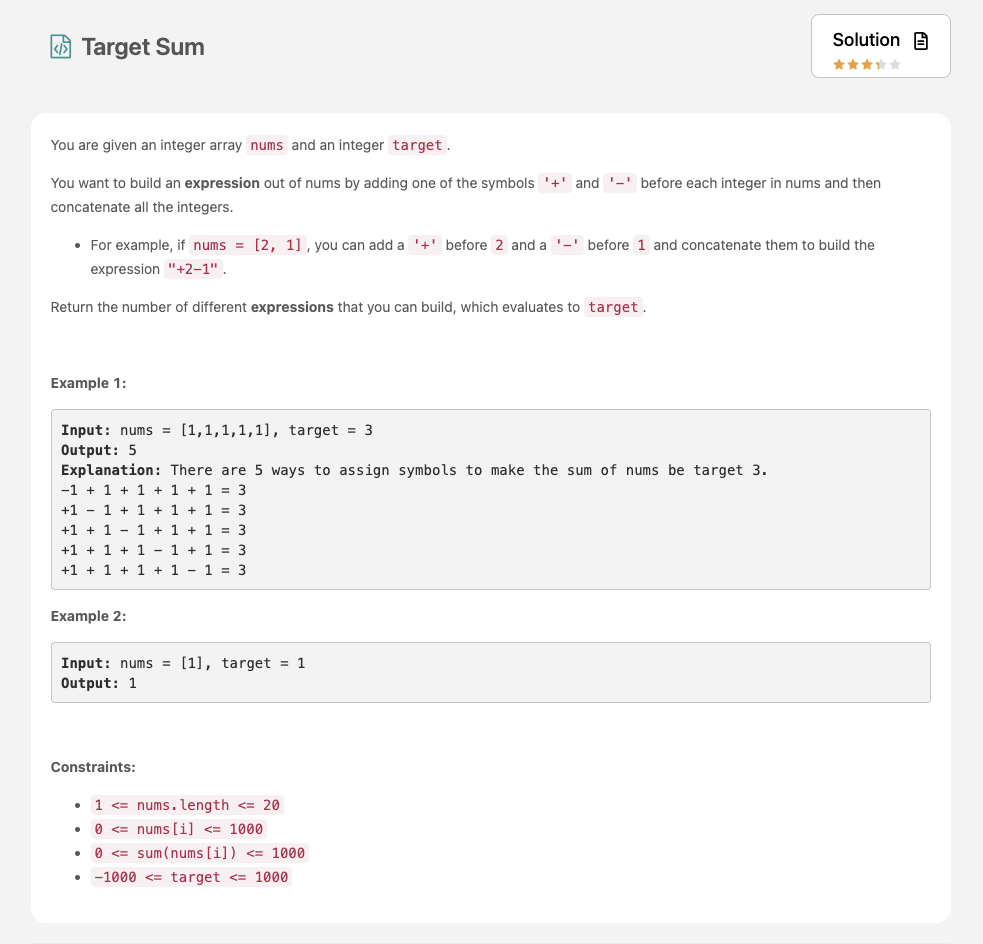 Target Sum
Solution
You are given an integer array nums and an integer target.
You want to build an expression out of nums by adding one of the symbols '+' and '-' before each integer in nums and then
concatenate all the integers.
• For example, if nums = [2, 1], you can add a '+' before 2 and a '-' before 1 and concatenate them to build the
expression "+2-1".
Return the number of different expressions that you can build, which evaluates to target.
Example 1:
Input: nums = [1,1,1,1,1], target = 3
Output: 5
Explanation: There are 5 ways to assign symbols to make the sum of nums be target 3.
-1 + 1 + 1 + 1 + 1 = 3
+1 - 1 + 1 + 1 + 1 = 3
+1 + 1 - 1 + 1 + 1 = 3
+1 + 1 + 1 - 1 + 1 = 3
+1 + 1 + 1 + 1 - 1 = 3
Example 2:
Input: nums = [1], target = 1
Output: 1
Constraints:
• 1 <= nums.length <= 20
• 0 <= nums[i] <= 1000
• 0 <= sum(nums[i]) <= 1000
• -1000 <= target <= 1000